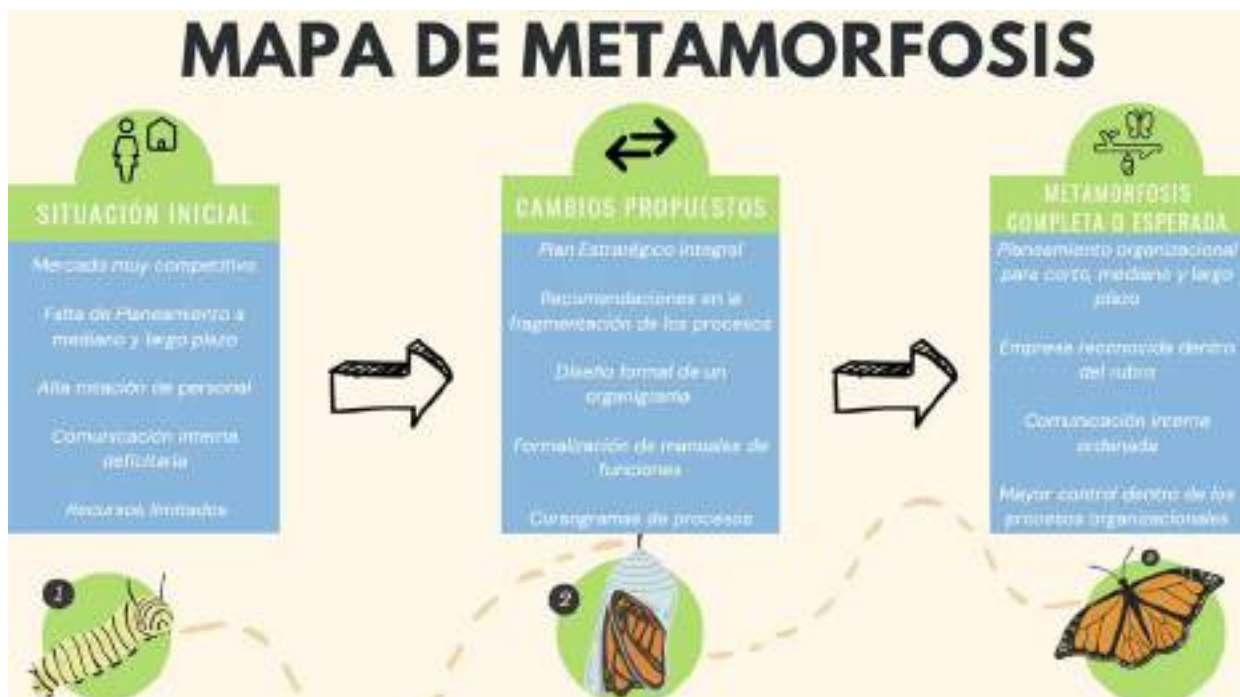 MAPA DE METAMORFOSIS
SITUACIÓN INICIAL
Mercado muy competitivo
Falta de Planeamiento a
mediano y largo plazo
Alta rotación de personal
Comunicación interna
deficitaria
Recursos limitados
1
CAMBIOS PROPUESTOS
Plan Estratégico integral
Recomendaciones en la
fragmentación de los procesos
Diseño formal de un
organigrama
Formalización de manuales de
funciones
Cursogramas de procesos
2
METAMORFOSIS
COMPLETA O ESPERADA
Planeamiento organizacional
para corto, mediano y largo
plazo
Empresa reconocida dentro
del rubro
Comunicación interna
ordenada
Mayor control dentro de los
procesos organizacionales